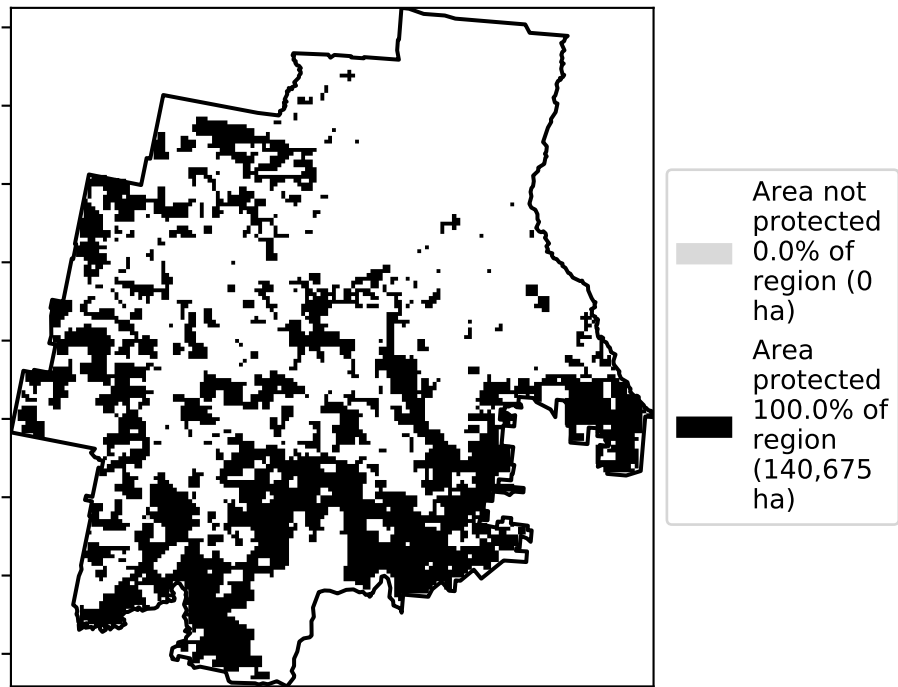 Area not
protected
0.0% of
region (0
ha)
Area
protected
100.0% of
region
(140,675
ha)